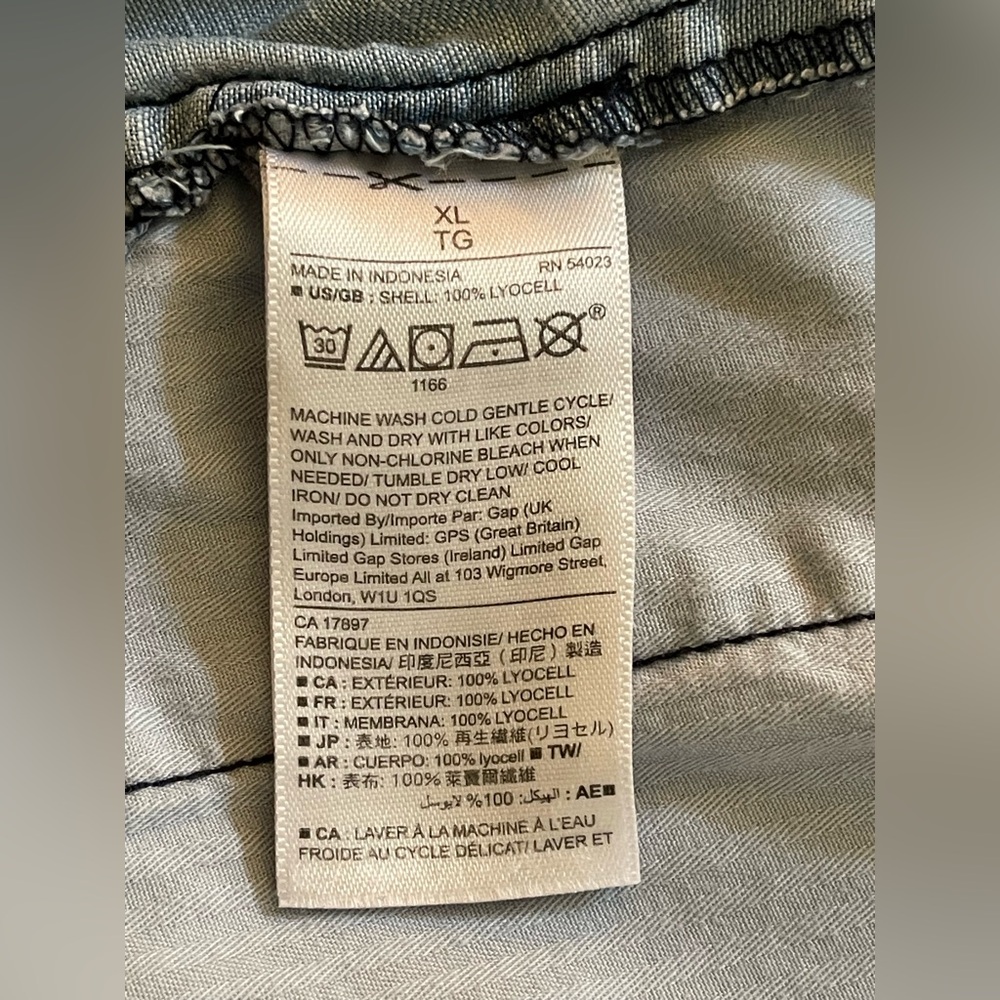 XL
TG
MADE IN INDONESIA RN 54023
US/GB : SHELL: 100% LYOCELL
30 ®
1166
MACHINE WASH COLD GENTLE CYCLE/
WASH AND DRY WITH LIKE COLORS/
ONLY NON-CHLORINE BLEACH WHEN
NEEDED/ TUMBLE DRY LOW/ COOL
IRON/ DO NOT DRY CLEAN
Imported By/Importe Par: Gap (UK
Holdings) Limited: GPS (Great Britain)
Limited Gap Stores (Ireland) Limited Gap
Europe Limited All at 103 Wigmore Street,
London, W1U 1QS
CA 17897
FABRIQUE EN INDONISIE/ HECHO EN
INDONESIA/ 印度尼西亞（印尼）製造
CA : EXTÉRIEUR: 100% LYOCELL
FR : EXTÉRIEUR: 100% LYOCELL
IT : MEMBRANA: 100% LYOCELL
JP : 表地: 100% 再生繊維(リヨセル)
AR : CUERPO: 100% lyocell TW/
HK : 表布: 100% 萊賽爾纖維
AE : الهيكل: 100% لايوسل
CA : LAVER À LA MACHINE À L'EAU
FROIDE AU CYCLE DÉLICAT/ LAVER ET